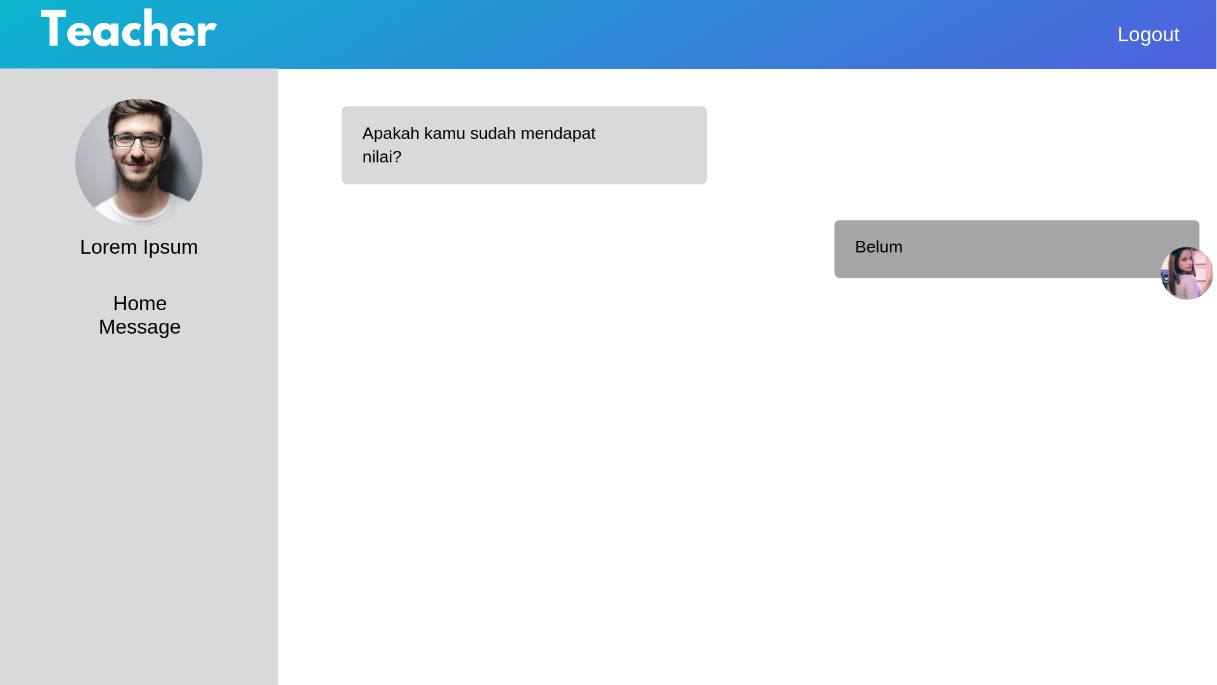 Teacher
Logout
Lorem Ipsum
Home
Message
Apakah kamu sudah mendapat
nilai?
Belum